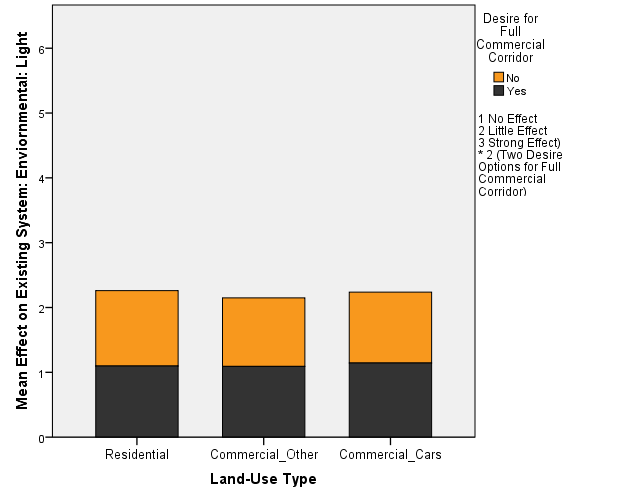 Mean Effect on Existing System: Enviornmental: Light
6
5
4
3
2
1
0
Residential
Commercial_Other
Commercial_Cars
Land-Use Type
Desire for
Full
Commercial
Corridor
No
Yes
1 No Effect
2 Little Effect
3 Strong Effect)
* 2 (Two Desire
Options for Full
Commercial
Corridor)